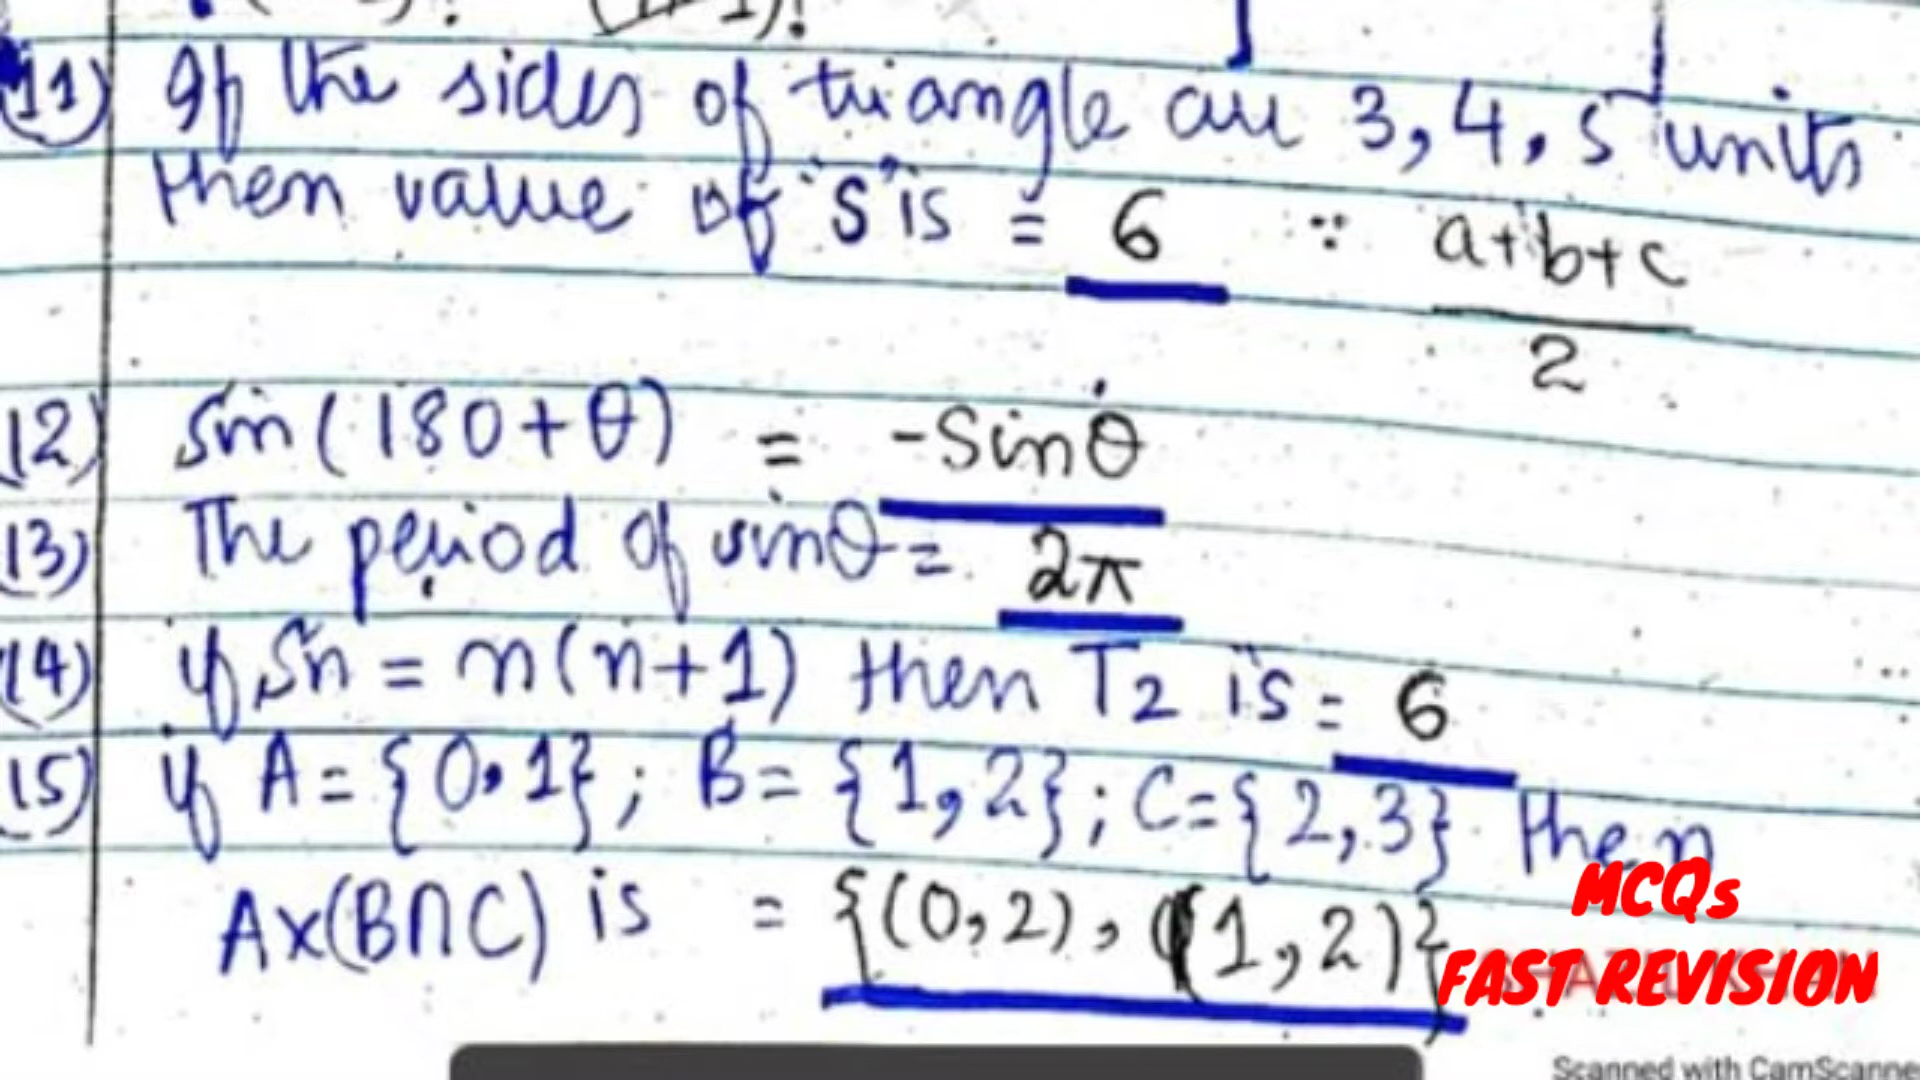 (11) If the sides of triangle are 3, 4, 5 units
then value of "S" is = 6 ∵ a+b+c
2
(12) Sin(180+θ) = -Sinθ
(13) The period of sinθ = 2π
(14) if Sn = n(n+1) then T2 is = 6
(15) if A = {0,1}; B = {1,2}; C = {2,3} then
Ax(B∩C) is = {(0,2), (1,2)}
MCQs
FAST REVISION
Scanned with CamScanne